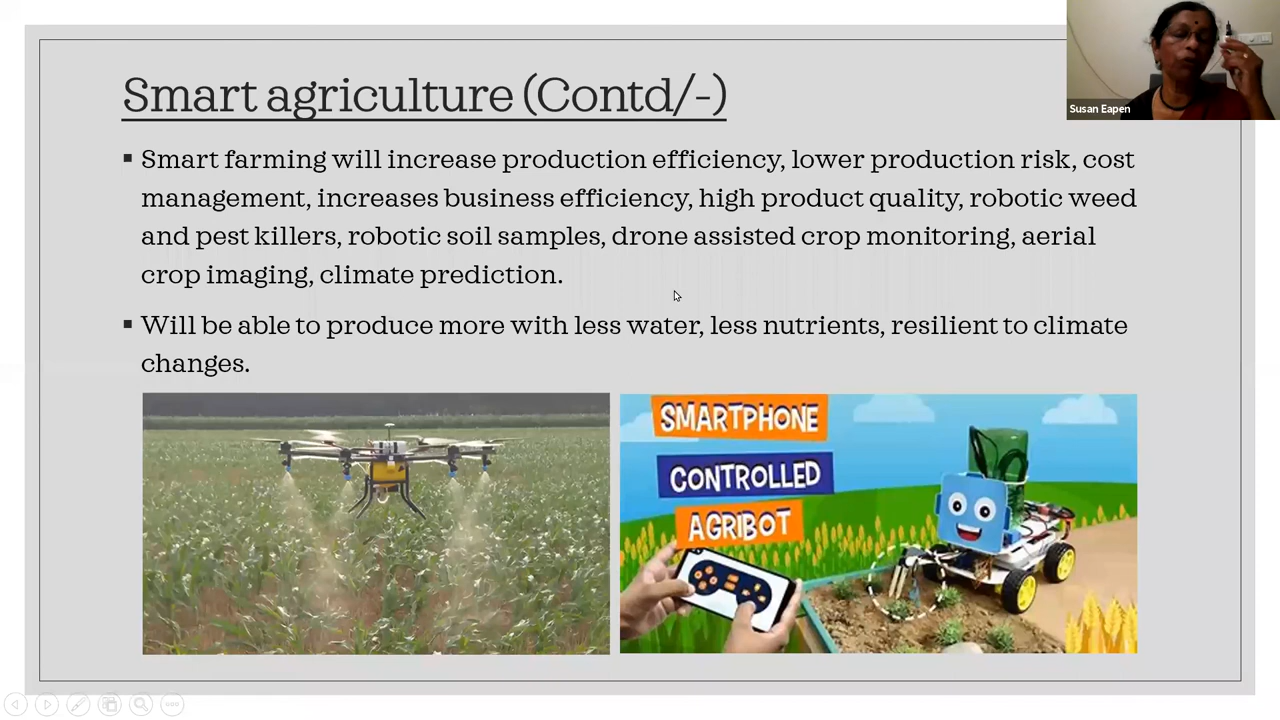 Smart agriculture (Contd/-)
▪ Smart farming will increase production efficiency, lower production risk, cost
management, increases business efficiency, high product quality, robotic weed
and pest killers, robotic soil samples, drone assisted crop monitoring, aerial
crop imaging, climate prediction.
▪ Will be able to produce more with less water, less nutrients, resilient to climate
changes.
SMARTPHONE
CONTROLLED
AGRIBOT
Susan Eapen